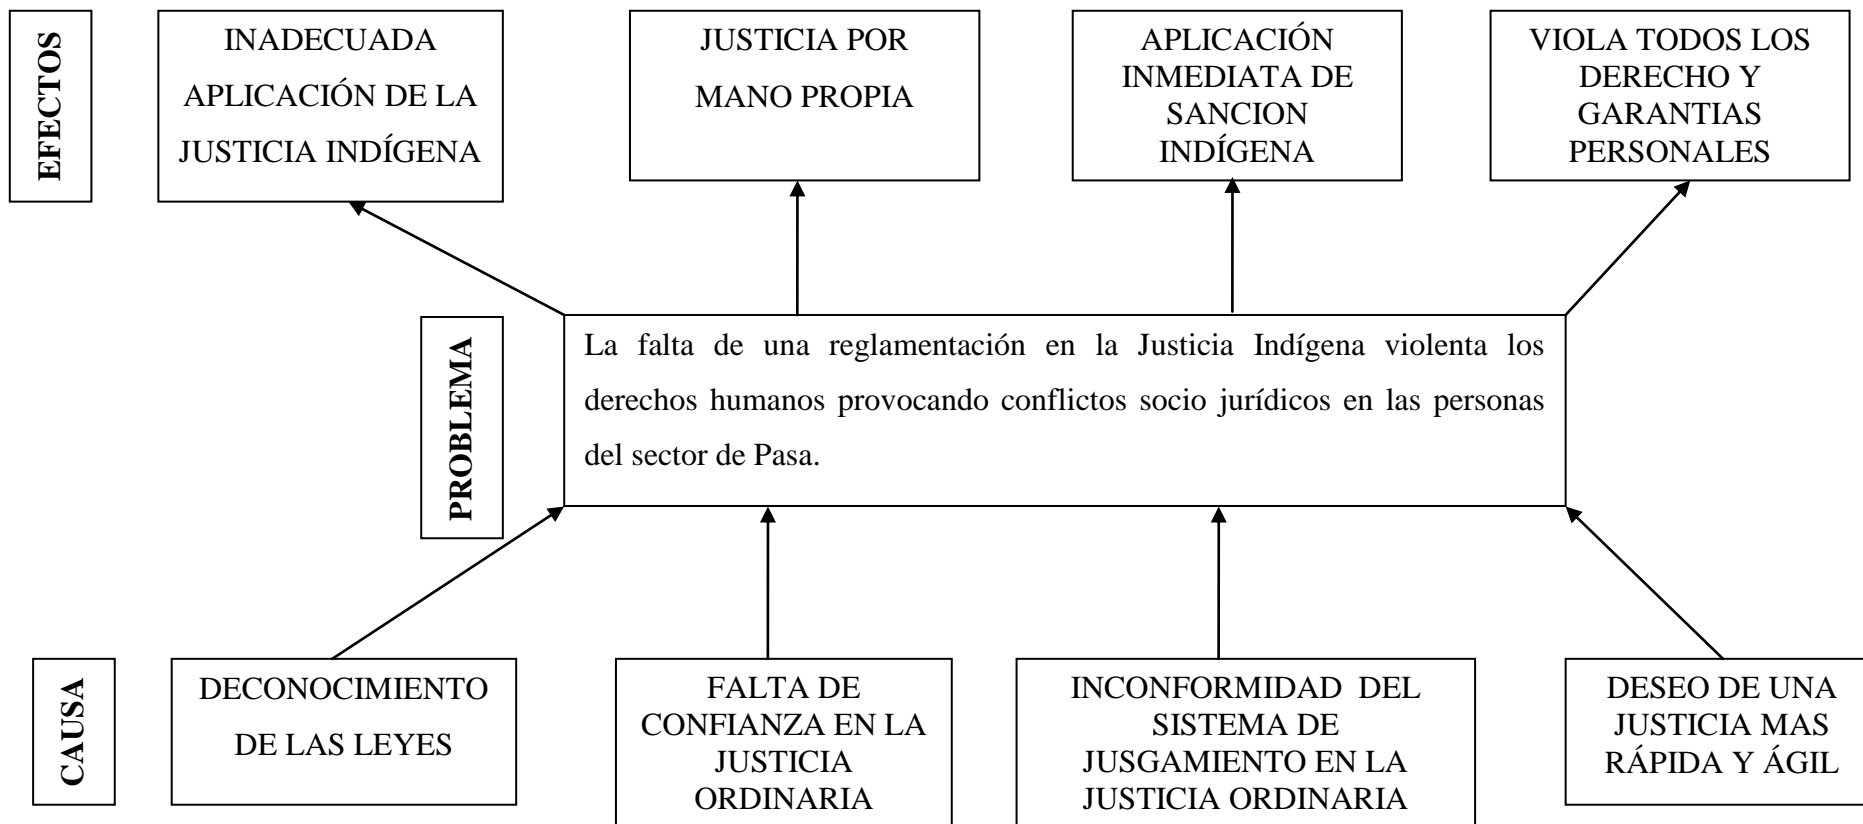 EFECTOS
INADECUADA
APLICACIÓN DE LA
JUSTICIA INDÍGENA
JUSTICIA POR
MANO PROPIA
APLICACIÓN
INMEDIATA DE
SANCION
INDÍGENA
VIOLA TODOS LOS
DERECHO Y
GARANTIAS
PERSONALES
PROBLEMA
La falta de una reglamentación en la Justicia Indígena violenta los
derechos humanos provocando conflictos socio jurídicos en las personas
del sector de Pasa.
CAUSA
DECONOCIMIENTO
DE LAS LEYES
FALTA DE
CONFIANZA EN LA
JUSTICIA
ORDINARIA
INCONFORMIDAD DEL
SISTEMA DE
JUSGAMIENTO EN LA
JUSTICIA ORDINARIA
DESEO DE UNA
JUSTICIA MAS
RÁPIDA Y ÁGIL